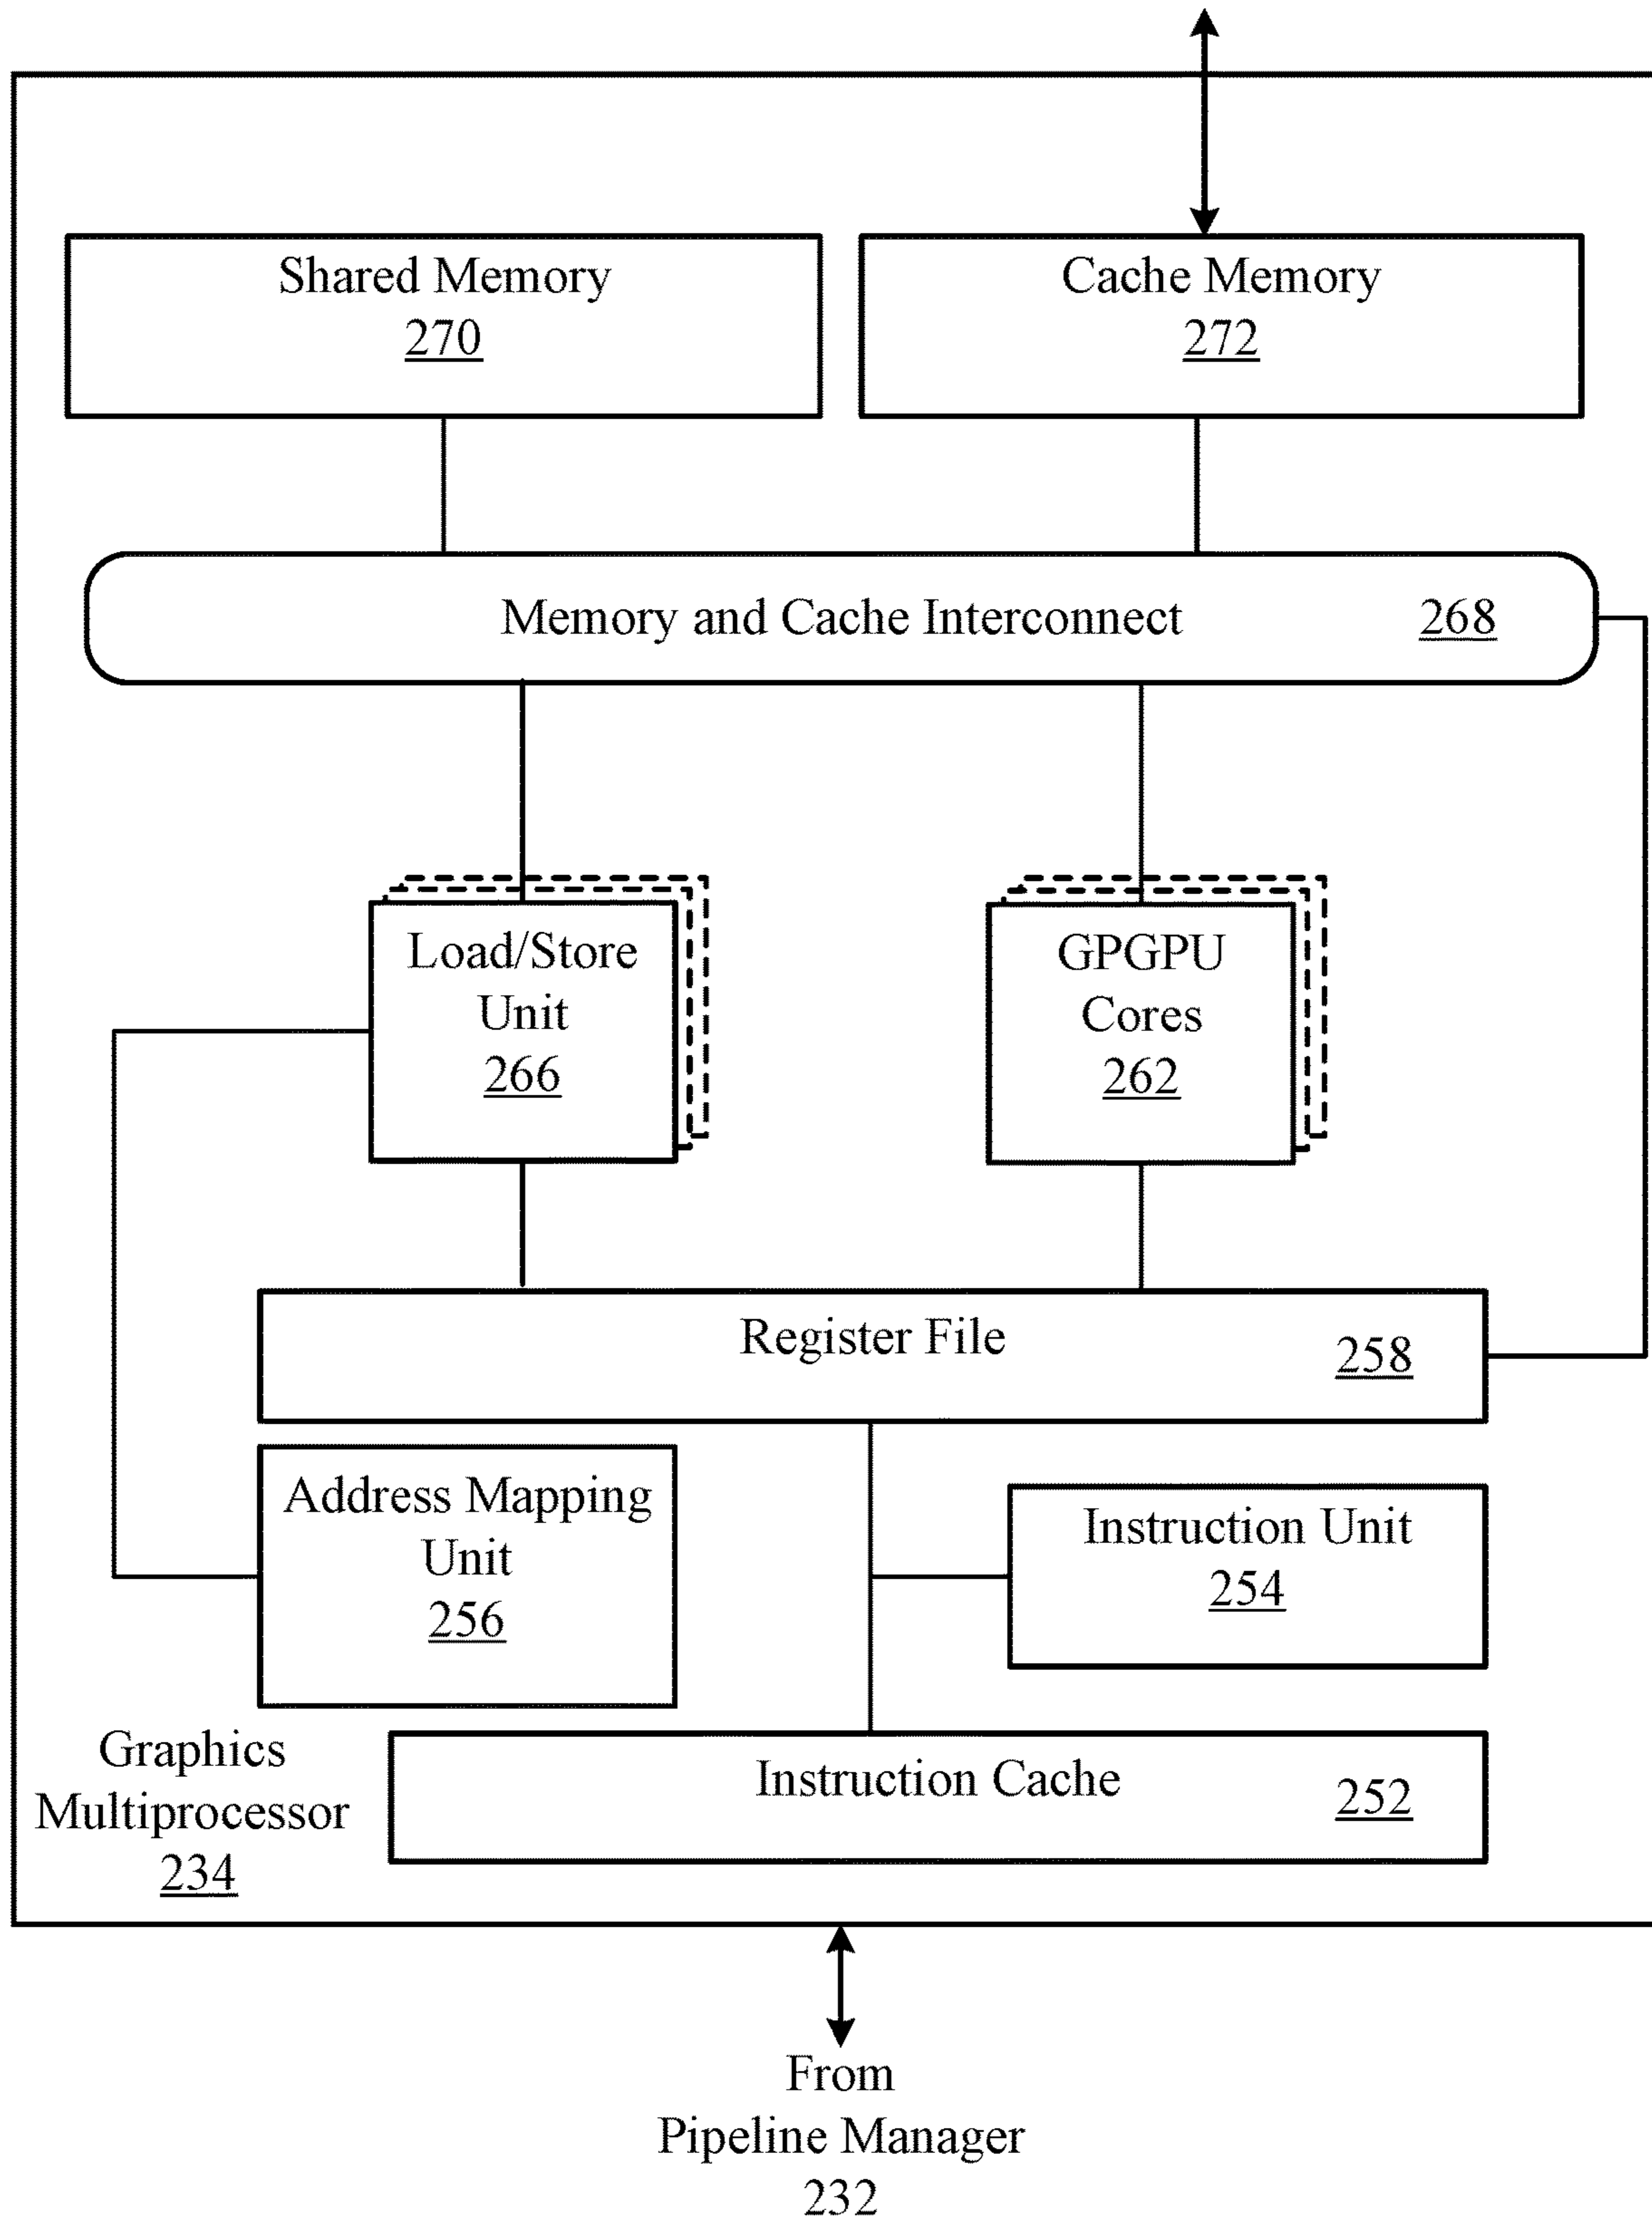 Shared Memory
270
Cache Memory
272
Memory and Cache Interconnect 268
Load/Store
Unit
266
GPGPU
Cores
262
Register File 258
Address Mapping
Unit
256
Instruction Unit
254
Graphics
Multiprocessor
234
Instruction Cache 252
From
Pipeline Manager
232